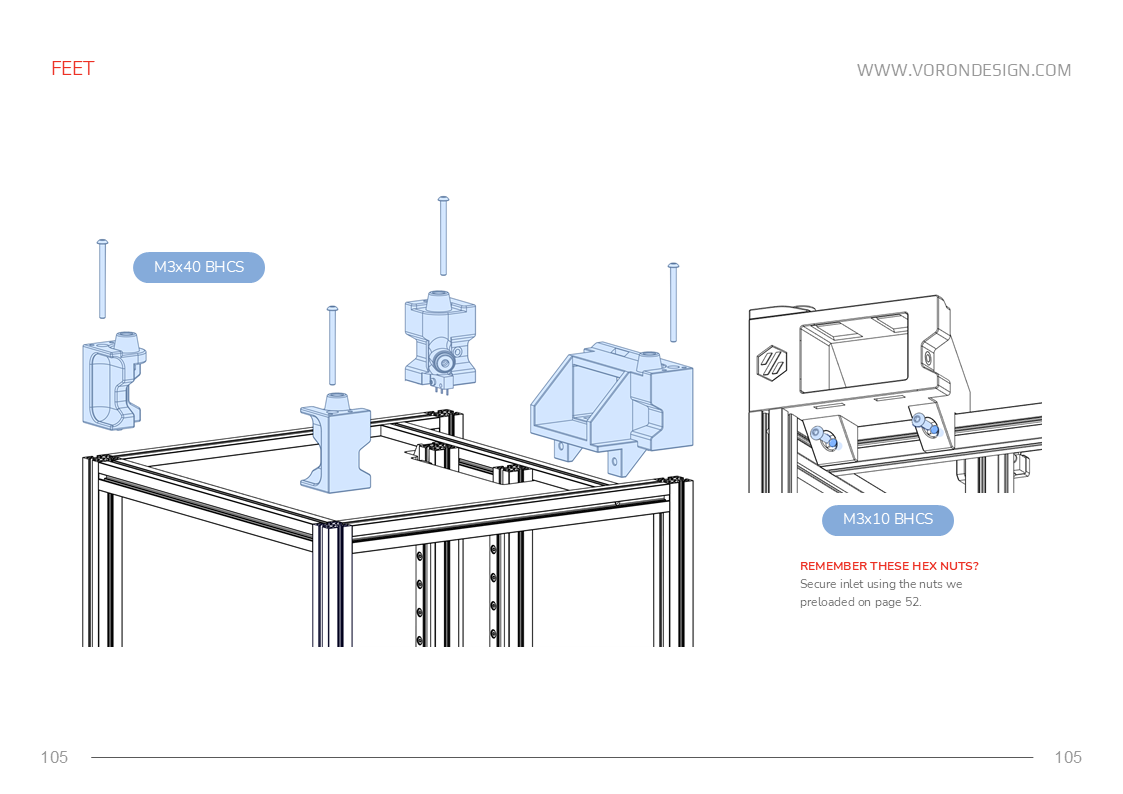 FEET
WWW.VORONDESIGN.COM
M3x40 BHCS
M3x10 BHCS
REMEMBER THESE HEX NUTS?
Secure inlet using the nuts we
preloaded on page 52.
105
105